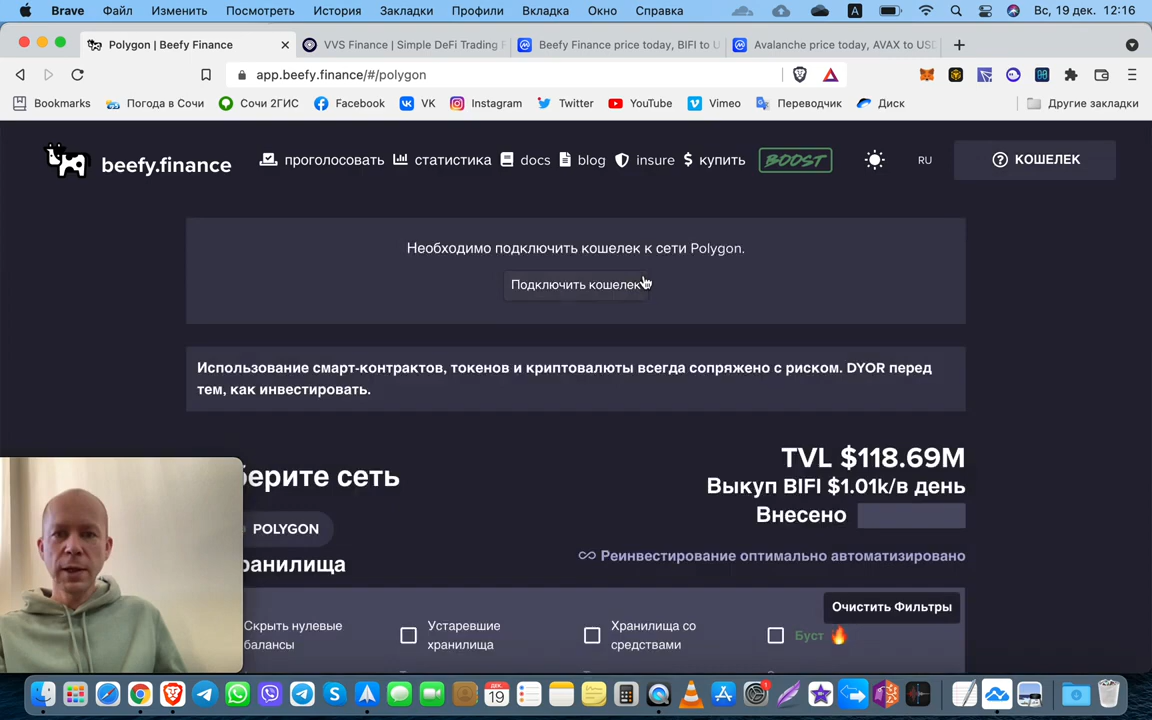 Brave Файл Изменить Посмотреть История Закладки Профили Вкладка Окно Справка A Вс, 19 дек. 12:16
Polygon | Beefy Finance VVS Finance | Simple DeFi Trading F Beefy Finance price today, BIFI to U Avalanche price today, AVAX to USD
app.beefy.finance/#/polygon
Bookmarks Погода в Сочи Сочи 2ГИС Facebook VK Instagram Twitter YouTube Vimeo Переводчик Диск Другие закладки
beefy.finance проголосовать статистика docs blog insure $ купить BOOST RU КОШЕЛЕК
Необходимо подключить кошелек к сети Polygon.
Подключить кошелек
Использование смарт-контрактов, токенов и криптовалюты всегда сопряжено с риском. DYOR перед
тем, как инвестировать.
TVL $118.69M
берите сеть
Выкуп BIFI $1.01k/в день
Внесено
POLYGON
Реинвестирование оптимально автоматизировано
ранилища
Очистить Фильтры
Скрыть нулевые
балансы
Устаревшие
хранилища
Хранилища со
средствами
Буст